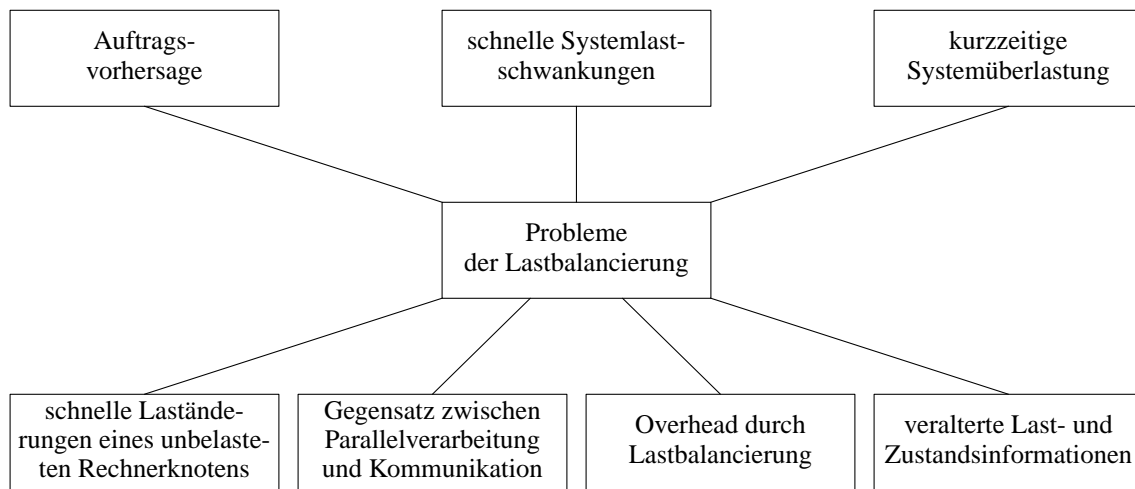 Auftrags-
vorhersage
schnelle Systemlast-
schwankungen
kurzzeitige
Systemüberlastung
Probleme
der Lastbalancierung
schnelle Lastände-
rungen eines unbelaste-
ten Rechnerknotens
Gegensatz zwischen
Parallelverarbeitung
und Kommunikation
Overhead durch
Lastbalancierung
veralterte Last- und
Zustandsinformationen